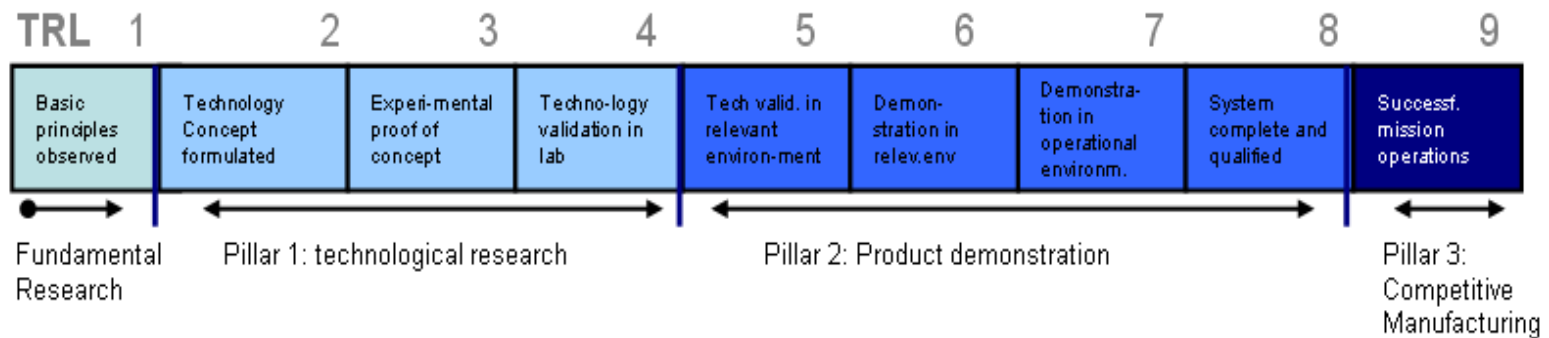 TRL 1 2 3 4 5 6 7 8 9
Basic
principles
observed
Technology
Concept
formulated
Experi-mental
proof of
concept
Techno-logy
validation in
lab
Tech valid. in
relevant
environ-ment
Demon-
stration in
relev.env
Demonstra-
tion in
operational
environm.
System
complete and
qualified
Successf.
mission
operations
Fundamental
Research
Pillar 1: technological research
Pillar 2: Product demonstration
Pillar 3:
Competitive
Manufacturing